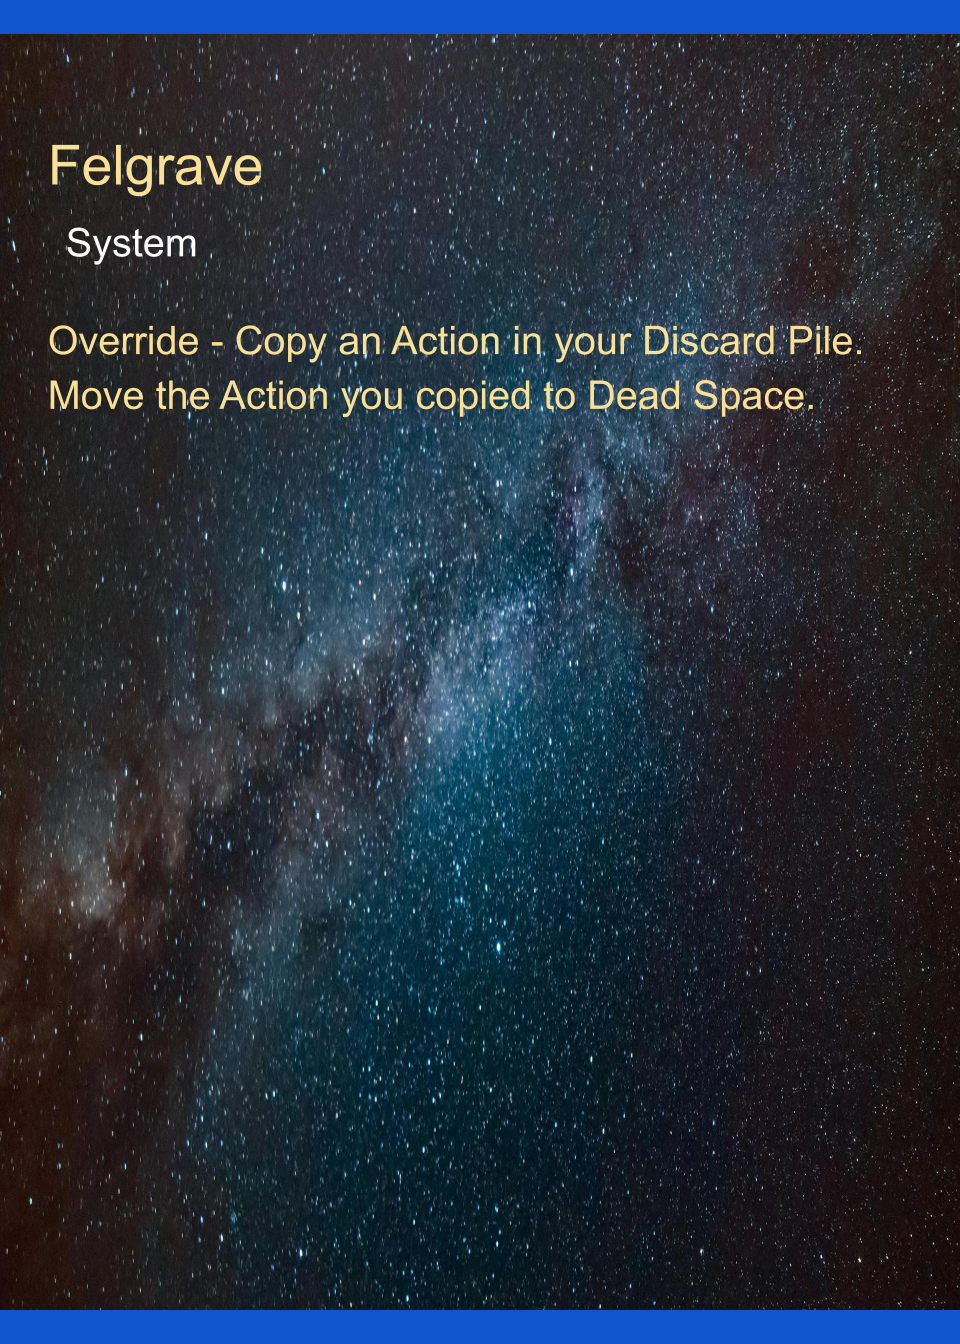 Felgrave
System
Override - Copy an Action in your Discard Pile.
Move the Action you copied to Dead Space.